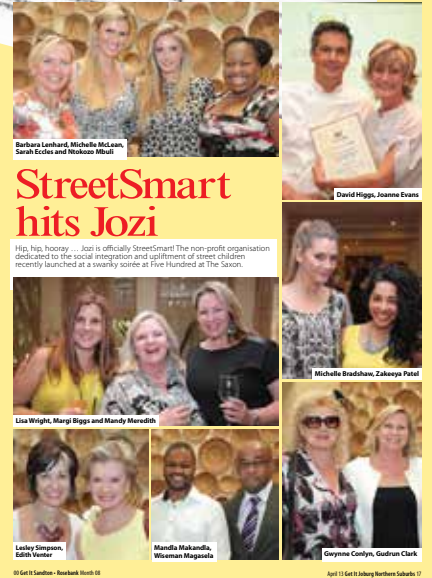 Barbara Lenhard, Michelle McLean,
Sarah Eccles and Ntokozo Mbuli
David Higgs, Joanne Evans
StreetSmart
hits Jozi
Hip, hip, hooray … Jozi is officially StreetSmart! The non-profit organisation
dedicated to the social integration and upliftment of street children
recently launched at a swanky soirée at Five Hundred at The Saxon.
Michelle Bradshaw, Zakeeya Patel
Lisa Wright, Margi Biggs and Mandy Meredith
Lesley Simpson,
Edith Venter
Mandla Makandla,
Wiseman Magasela
Gwynne Conlyn, Gudrun Clark
00 Get It Sandton • Rosebank Month 08
April 13 Get It Joburg Northern Suburbs 17